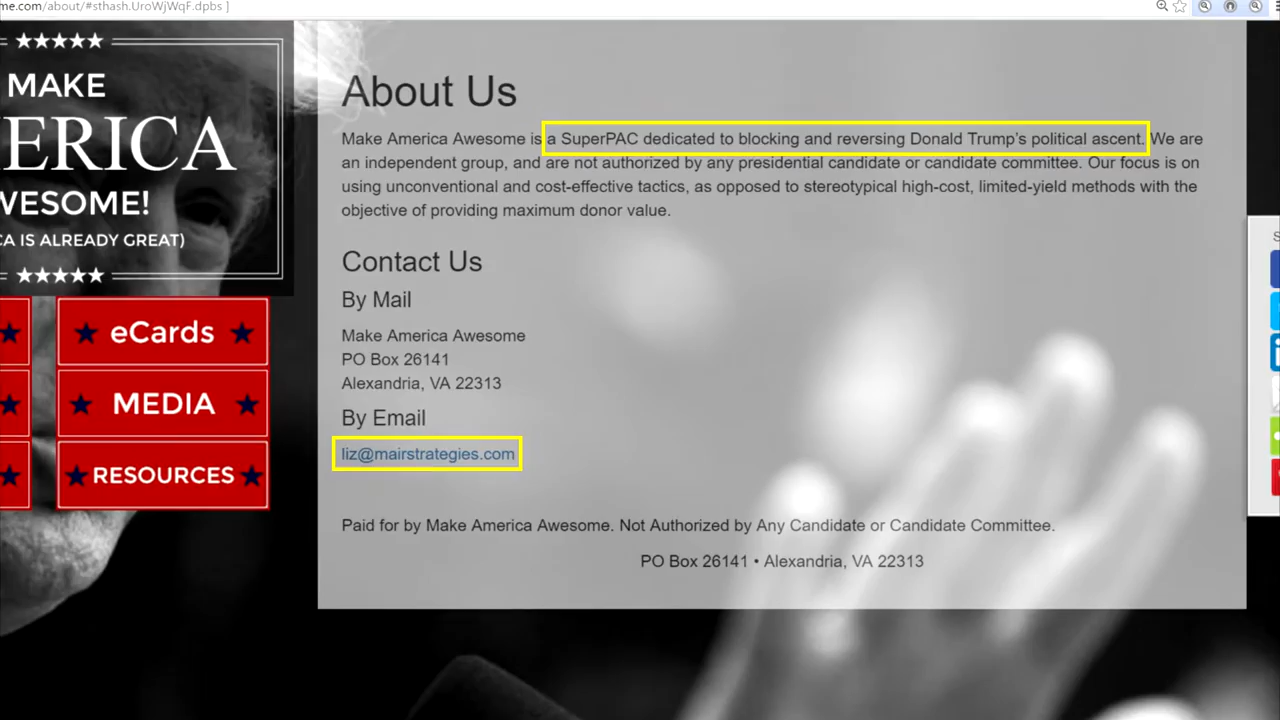 me.com/about/#sthash.UroWjWqF.dpbs ]
MAKE
ERICA
WESOME!
CA IS ALREADY GREAT)
eCards
MEDIA
RESOURCES
About Us
Make America Awesome is a SuperPAC dedicated to blocking and reversing Donald Trump's political ascent. We are
an independent group, and are not authorized by any presidential candidate or candidate committee. Our focus is on
using unconventional and cost-effective tactics, as opposed to stereotypical high-cost, limited-yield methods with the
objective of providing maximum donor value.
Contact Us
By Mail
Make America Awesome
PO Box 26141
Alexandria, VA 22313
By Email
liz@mairstrategies.com
Paid for by Make America Awesome. Not Authorized by Any Candidate or Candidate Committee.
PO Box 26141 • Alexandria, VA 22313
S